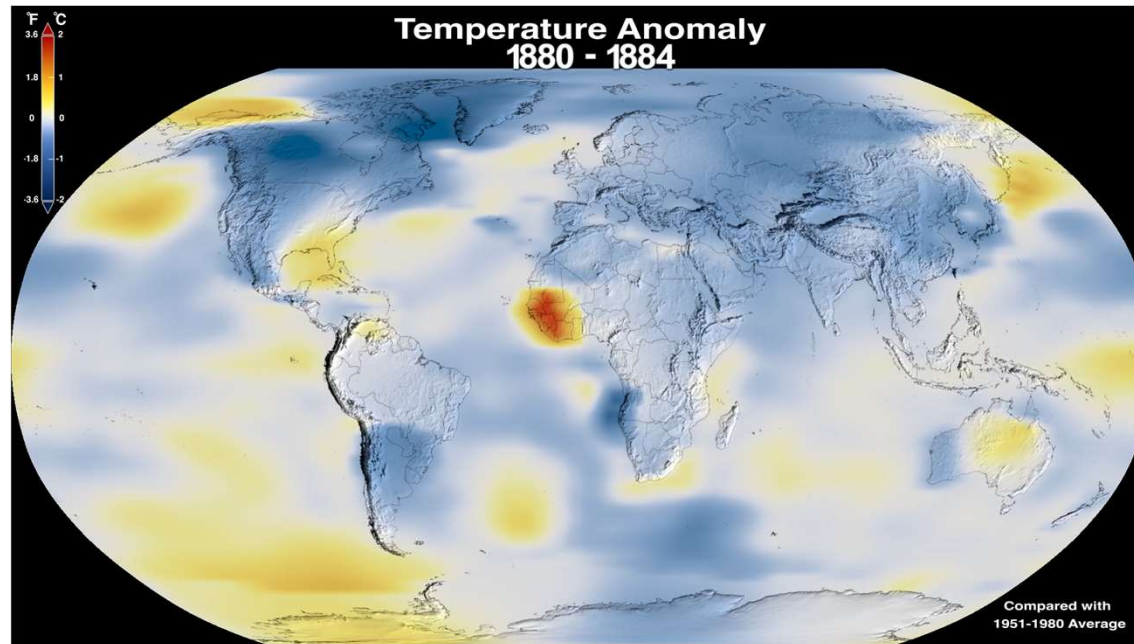 °F °C
3.6 2
1.8 1
0 0
-1.8 -1
-3.6 -2
Temperature Anomaly
1880 - 1884
Compared with
1951-1980 Average